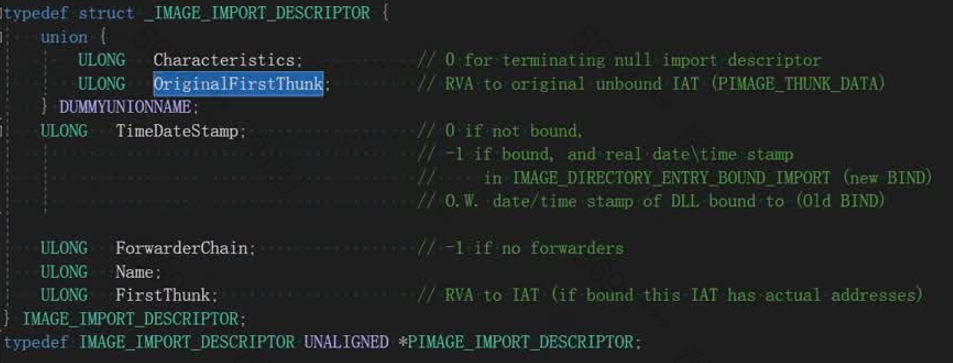 typedef struct _IMAGE_IMPORT_DESCRIPTOR {
union {
ULONG Characteristics; // 0 for terminating null import descriptor
ULONG OriginalFirstThunk; // RVA to original unbound IAT (PIMAGE_THUNK_DATA)
} DUMMYUNIONNAME;
ULONG TimeDateStamp; // 0 if not bound,
// -1 if bound, and real date\time stamp
// in IMAGE_DIRECTORY_ENTRY_BOUND_IMPORT (new BIND)
// O.W. date/time stamp of DLL bound to (Old BIND)
ULONG ForwarderChain; // -1 if no forwarders
ULONG Name;
ULONG FirstThunk; // RVA to IAT (if bound this IAT has actual addresses)
} IMAGE_IMPORT_DESCRIPTOR;
typedef IMAGE_IMPORT_DESCRIPTOR UNALIGNED *PIMAGE_IMPORT_DESCRIPTOR;